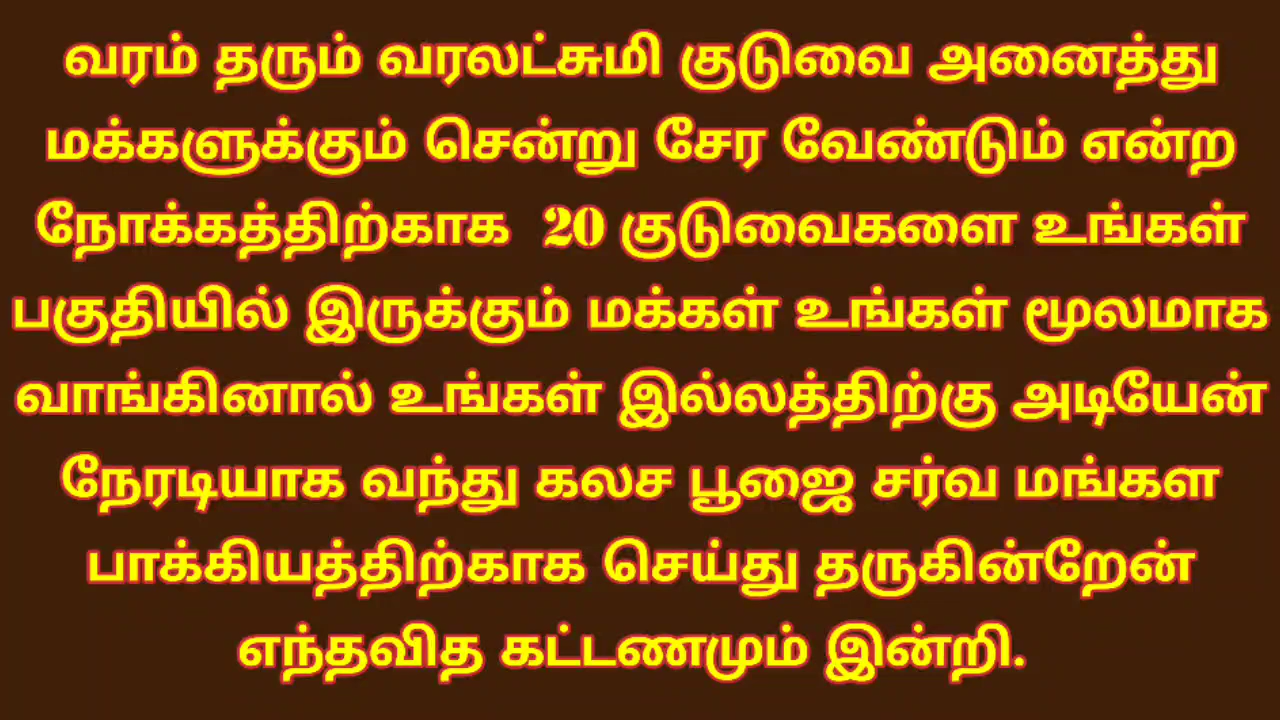 வரம் தரும் வரலட்சுமி குடுவை அனைத்து
மக்களுக்கும் சென்று சேர வேண்டும் என்ற
நோக்கத்திற்காக 20 குடுவைகளை உங்கள்
பகுதியில் இருக்கும் மக்கள் உங்கள் மூலமாக
வாங்கினால் உங்கள் இல்லத்திற்கு அடியேன்
நேரடியாக வந்து கலச பூஜை சர்வ மங்கள
பாக்கியத்திற்காக செய்து தருகின்றேன்
எந்தவித கட்டணமும் இன்றி.